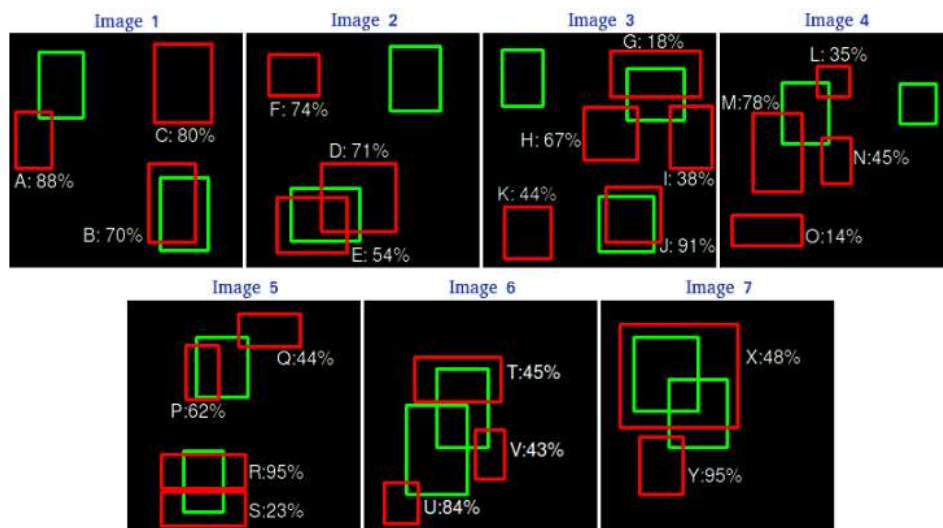 Image 1
A: 88%
B: 70%
C: 80%
Image 2
F: 74%
D: 71%
E: 54%
Image 3
G: 18%
H: 67%
I: 38%
K: 44%
J: 91%
Image 4
L: 35%
M:78%
N:45%
O:14%
Image 5
Q:44%
P:62%
R:95%
S:23%
Image 6
T:45%
V:43%
U:84%
Image 7
X:48%
Y:95%